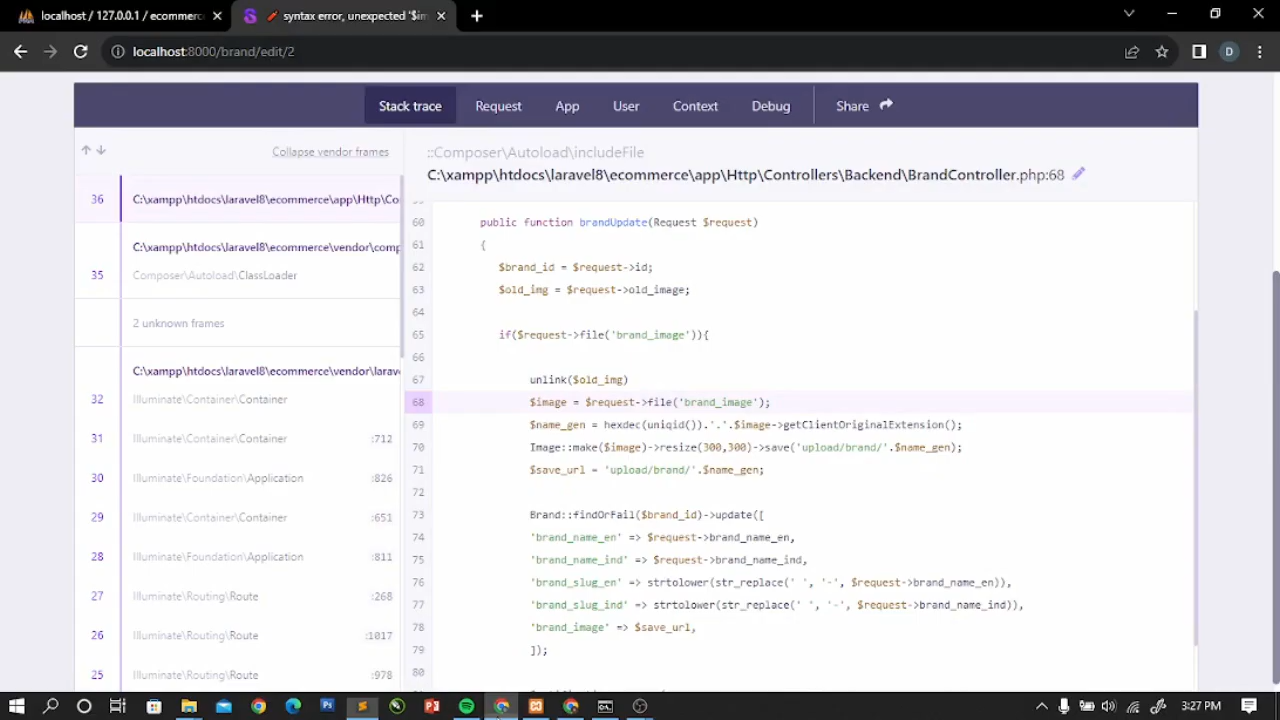 localhost / 127.0.0.1 / ecommerc
syntax error, unexpected '$im
localhost:8000/brand/edit/2
D
Stack trace
Request
App
User
Context
Debug
Share
Collapse vendor frames
36
C:\xampp\htdocs\laravel8\ecommerce\app\Http\Co
C:\xampp\htdocs\laravel8\ecommerce\vendor\comp
35
Composer\Autoload\ClassLoader
2 unknown frames
C:\xampp\htdocs\laravel8\ecommerce\vendor\larav
32
Illuminate\Container\Container
31
Illuminate\Container\Container
:712
30
Illuminate\Foundation\Application
:826
29
Illuminate\Container\Container
:651
28
Illuminate\Foundation\Application
:811
27
Illuminate\Routing\Route
:268
26
Illuminate\Routing\Route
:1017
25
Illuminate\Routing\Route
:978
::Composer\Autoload\includeFile
C:\xampp\htdocs\laravel8\ecommerce\app\Http\Controllers\Backend\BrandController.php:68
60 public function brandUpdate(Request $request)
61 {
62 $brand_id = $request->id;
63 $old_img = $request->old_image;
64
65 if($request->file('brand_image')){
66
67 unlink($old_img)
68 $image = $request->file('brand_image');
69 $name_gen = hexdec(uniqid()).'.'.$image->getClientOriginalExtension();
70 Image::make($image)->resize(300,300)->save('upload/brand/'.$name_gen);
71 $save_url = 'upload/brand/'.$name_gen;
72
73 Brand::findOrFail($brand_id)->update([
74 'brand_name_en' => $request->brand_name_en,
75 'brand_name_ind' => $request->brand_name_ind,
76 'brand_slug_en' => strtolower(str_replace(' ', '-', $request->brand_name_en)),
77 'brand_slug_ind' => strtolower(str_replace(' ', '-', $request->brand_name_ind)),
78 'brand_image' => $save_url,
79 ]);
80
3:27 PM